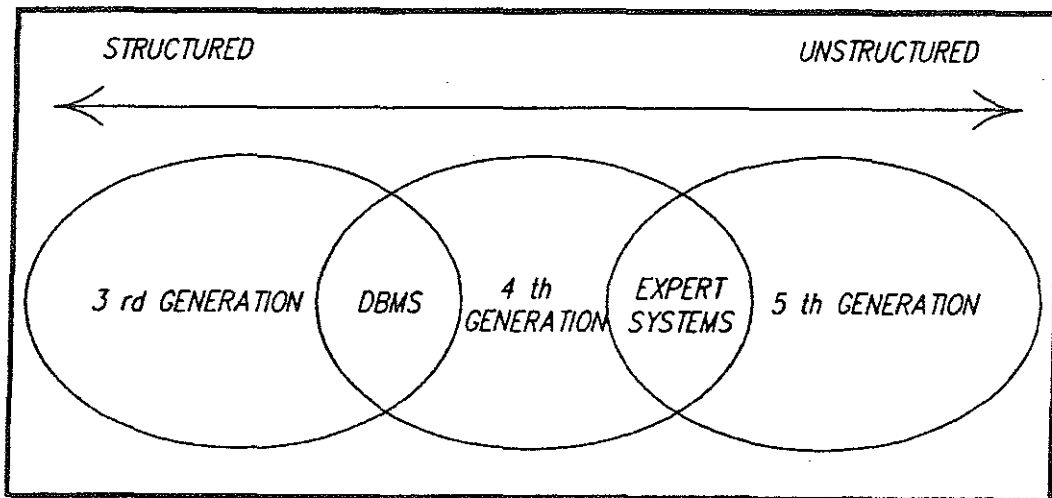 STRUCTURED
UNSTRUCTURED
3 rd GENERATION
DBMS
4 th
GENERATION
EXPERT
SYSTEMS
5 th GENERATION